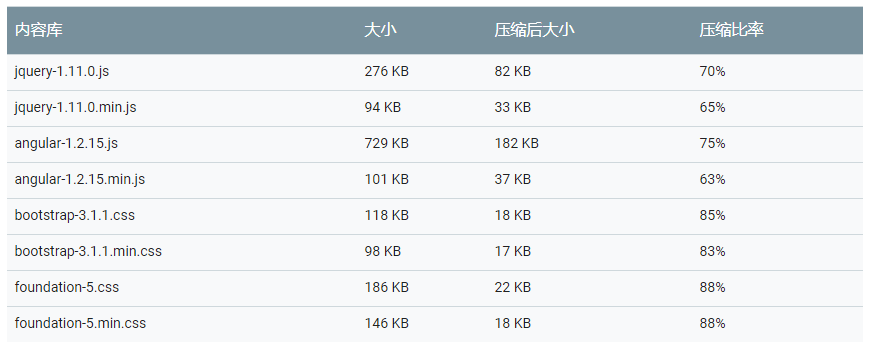 内容库 大小 压缩后大小 压缩比率
jquery-1.11.0.js 276 KB 82 KB 70%
jquery-1.11.0.min.js 94 KB 33 KB 65%
angular-1.2.15.js 729 KB 182 KB 75%
angular-1.2.15.min.js 101 KB 37 KB 63%
bootstrap-3.1.1.css 118 KB 18 KB 85%
bootstrap-3.1.1.min.css 98 KB 17 KB 83%
foundation-5.css 186 KB 22 KB 88%
foundation-5.min.css 146 KB 18 KB 88%